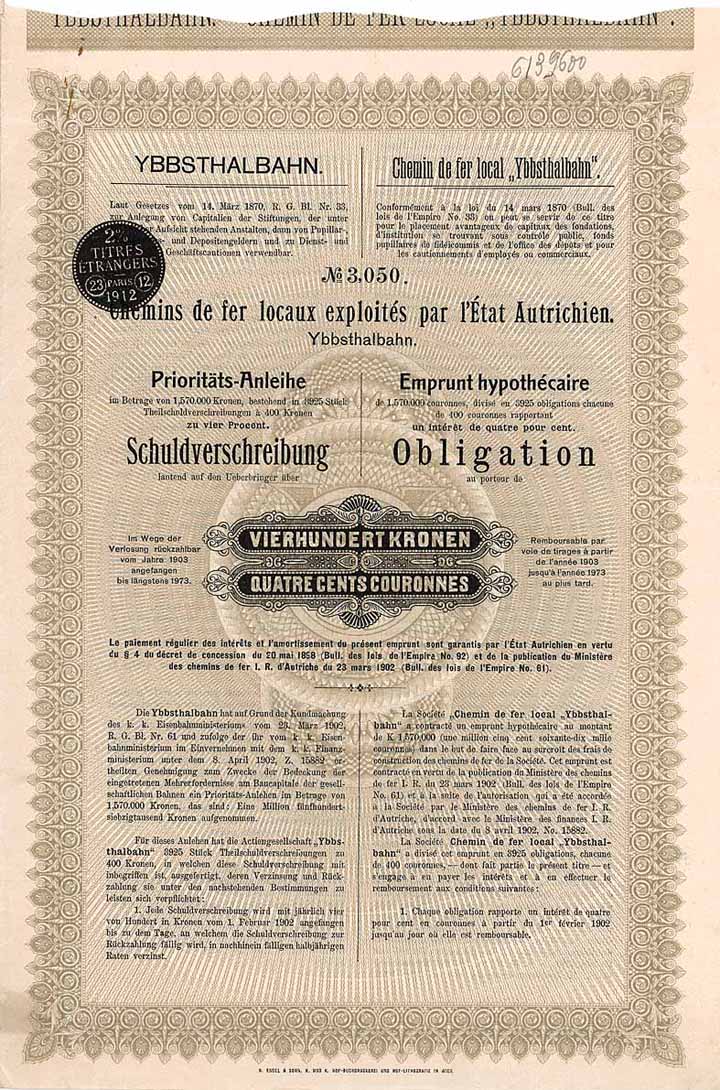 YBBSTHALBAHN. CHEMIN DE FER LOCAL „YBBSTHALBAHN“.
6139600
YBBSTHALBAHN.
Laut Gesetzes vom 14. März 1870, R. G. Bl. Nr. 33,
zur Anlegung von Capitalien der Stiftungen, der unter
Aufsicht stehenden Anstalten, dann von Pupillar-,
und Depositengeldern und zu Dienst- und
Geschäftscautionen verwendbar.
Chemin de fer local „Ybbsthalbahn“.
Conformément à la loi du 14 mars 1870 (Bull. des
lois de l'Empire No. 33) on peut se servir de ce titre
pour le placement avantageux de capitaux des fondations,
d'institution se trouvant sous contrôle public, fonds
pupillaires de fidéicommis et de l'office des dépôts et pour
les cautionnements d'employés ou commerciaux.
2%
TITRES
ETRANGERS
23 PARIS 12
1912
No 3,050.
Chemins de fer locaux exploités par l'État Autrichien.
Ybbsthalbahn.
Prioritäts-Anleihe
im Betrage von 1,570.000 Kronen, bestehend in 3925 Stück
Theilschuldverschreibungen à 400 Kronen
zu vier Procent.
Schuldverschreibung
lautend auf den Ueberbringer über
Emprunt hypothécaire
de 1,570.000 couronnes, divisé en 3925 obligations chacune
de 400 couronnes rapportant
un intérêt de quatre pour cent.
Obligation
au porteur de
Im Wege der
Verlosung rückzahlbar
vom Jahre 1903
angefangen
bis längstens 1973.
VIERHUNDERT KRONEN
QUATRE CENTS COURONNES
Remboursable par
voie de tirages à partir
de l'année 1903
jusqu'à l'année 1973
au plus tard.
Le paiement régulier des intérêts et l'amortissement du présent emprunt sont garantis par l'État Autrichien en vertu
du § 4 du décret de concession du 20 mai 1858 (Bull. des lois de l'Empire No. 92) et de la publication du Ministère
des chemins de fer I. R. d'Autriche du 23 mars 1902 (Bull. des lois de l'Empire No. 61).
Die Ybbsthalbahn hat auf Grund der Kundmachung
des k. k. Eisenbahnministeriums vom 23. März 1902,
R. G. Bl. Nr. 61 und zufolge der ihr vom k. k. Eisen-
bahnministerium im Einvernehmen mit dem k. k. Finanz-
ministerium unter dem 8. April 1902, Z. 15882 er-
theilten Genehmigung zum Zwecke der Bedeckung der
eingetretenen Mehrerfordernisse am Baucapitale der gesell-
schaftlichen Bahnen ein Prioritäts-Anleihen im Betrage von
1,570.000 Kronen, das sind: Eine Million fünfhundert-
siebzigtausend Kronen aufgenommen.
Für dieses Anlehen hat die Actiengesellschaft „Ybbs-
thalbahn“ 3925 Stück Theilschuldverschreibungen zu
400 Kronen, in welchen diese Schuldverschreibung mit
inbegriffen ist, ausgefertigt, deren Verzinsung und Rück-
zahlung sie unter den nachstehenden Bestimmungen zu
leisten sich verpflichtet:
1. Jede Schuldverschreibung wird mit jährlich vier
von Hundert in Kronen vom 1. Februar 1902 angefangen
bis zu dem Tage, an welchem die Schuldverschreibung zur
Rückzahlung fällig wird, in nachhinein fälligen halbjährigen
Raten verzinst.
La Société „Chemin de fer local „Ybbsthal-
bahn“ a contracté un emprunt hypothécaire au montant
de K 1,570.000 (une million cinq cent soixante-dix mille
couronnes) dans le but de faire face au surcroit des frais de
construction des chemins de fer de la Société. Cet emprunt est
contracté en vertu de la publication du Ministère des chemins
de fer I. R. du 23 mars 1902 (Bull. des lois de l'Empire
No. 61) et à la suite de l'autorisation qui a été accordée
à la Société par le Ministère des chemins de fer I. R.
d'Autriche, d'accord avec le Ministère des finances I. R.
d'Autriche sous la date du 8 avril 1902, No. 15882.
La Société Chemin de fer local „Ybbsthal-
bahn“ a divisé cet emprunt en 3925 obligations, chacune
de 400 couronnes, — dont fait partie le présent titre — et
s'engage à en payer les intérêts et à en effectuer le
remboursement aux conditions suivantes:
1. Chaque obligation rapporte un intérêt de quatre
pour cent en couronnes à partir du 1er février 1902
jusqu'au jour où elle est remboursable.